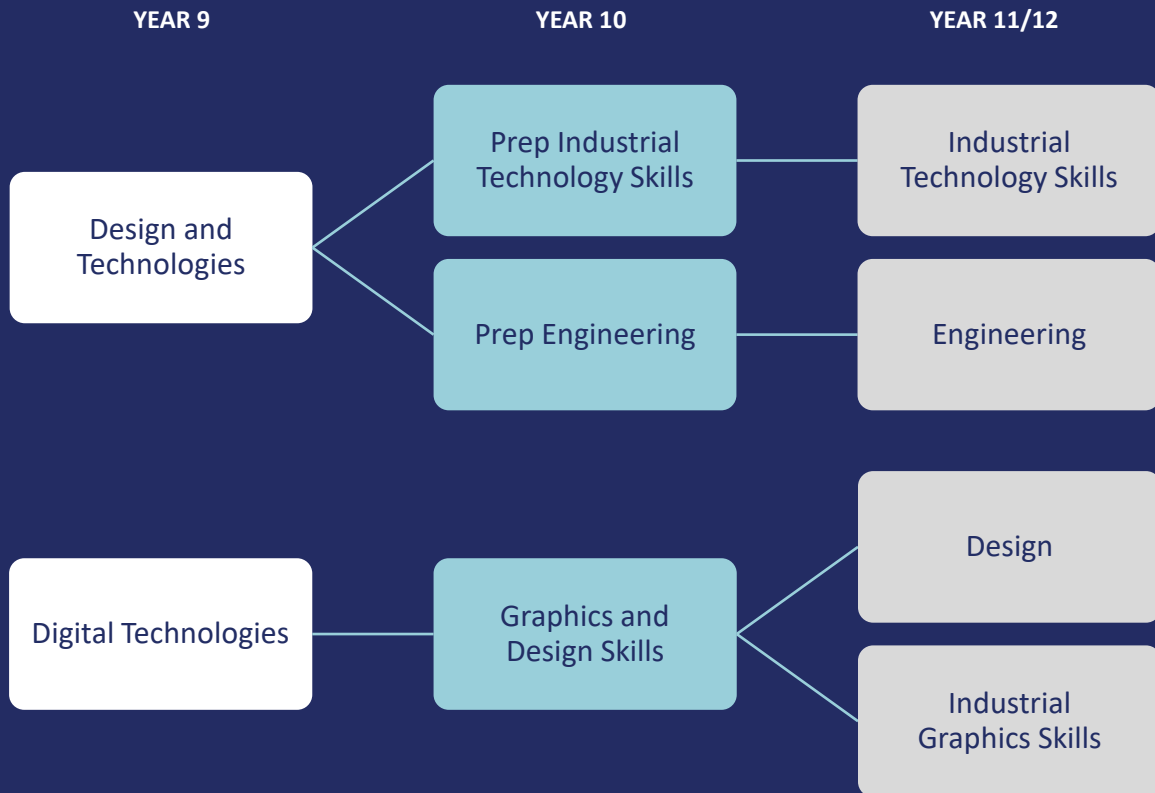 YEAR 9
YEAR 10
YEAR 11/12
Design and
Technologies
Prep Industrial
Technology Skills
Industrial
Technology Skills
Prep Engineering
Engineering
Digital Technologies
Graphics and
Design Skills
Design
Industrial
Graphics Skills